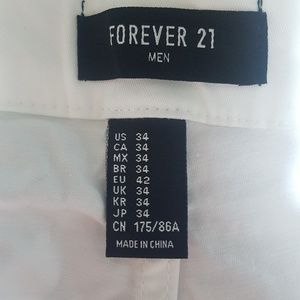 FOREVER 21
MEN
US 34
CA 34
MX 34
BR 34
EU 42
UK 34
KR 34
JP 34
CN 175/86A
MADE IN CHINA